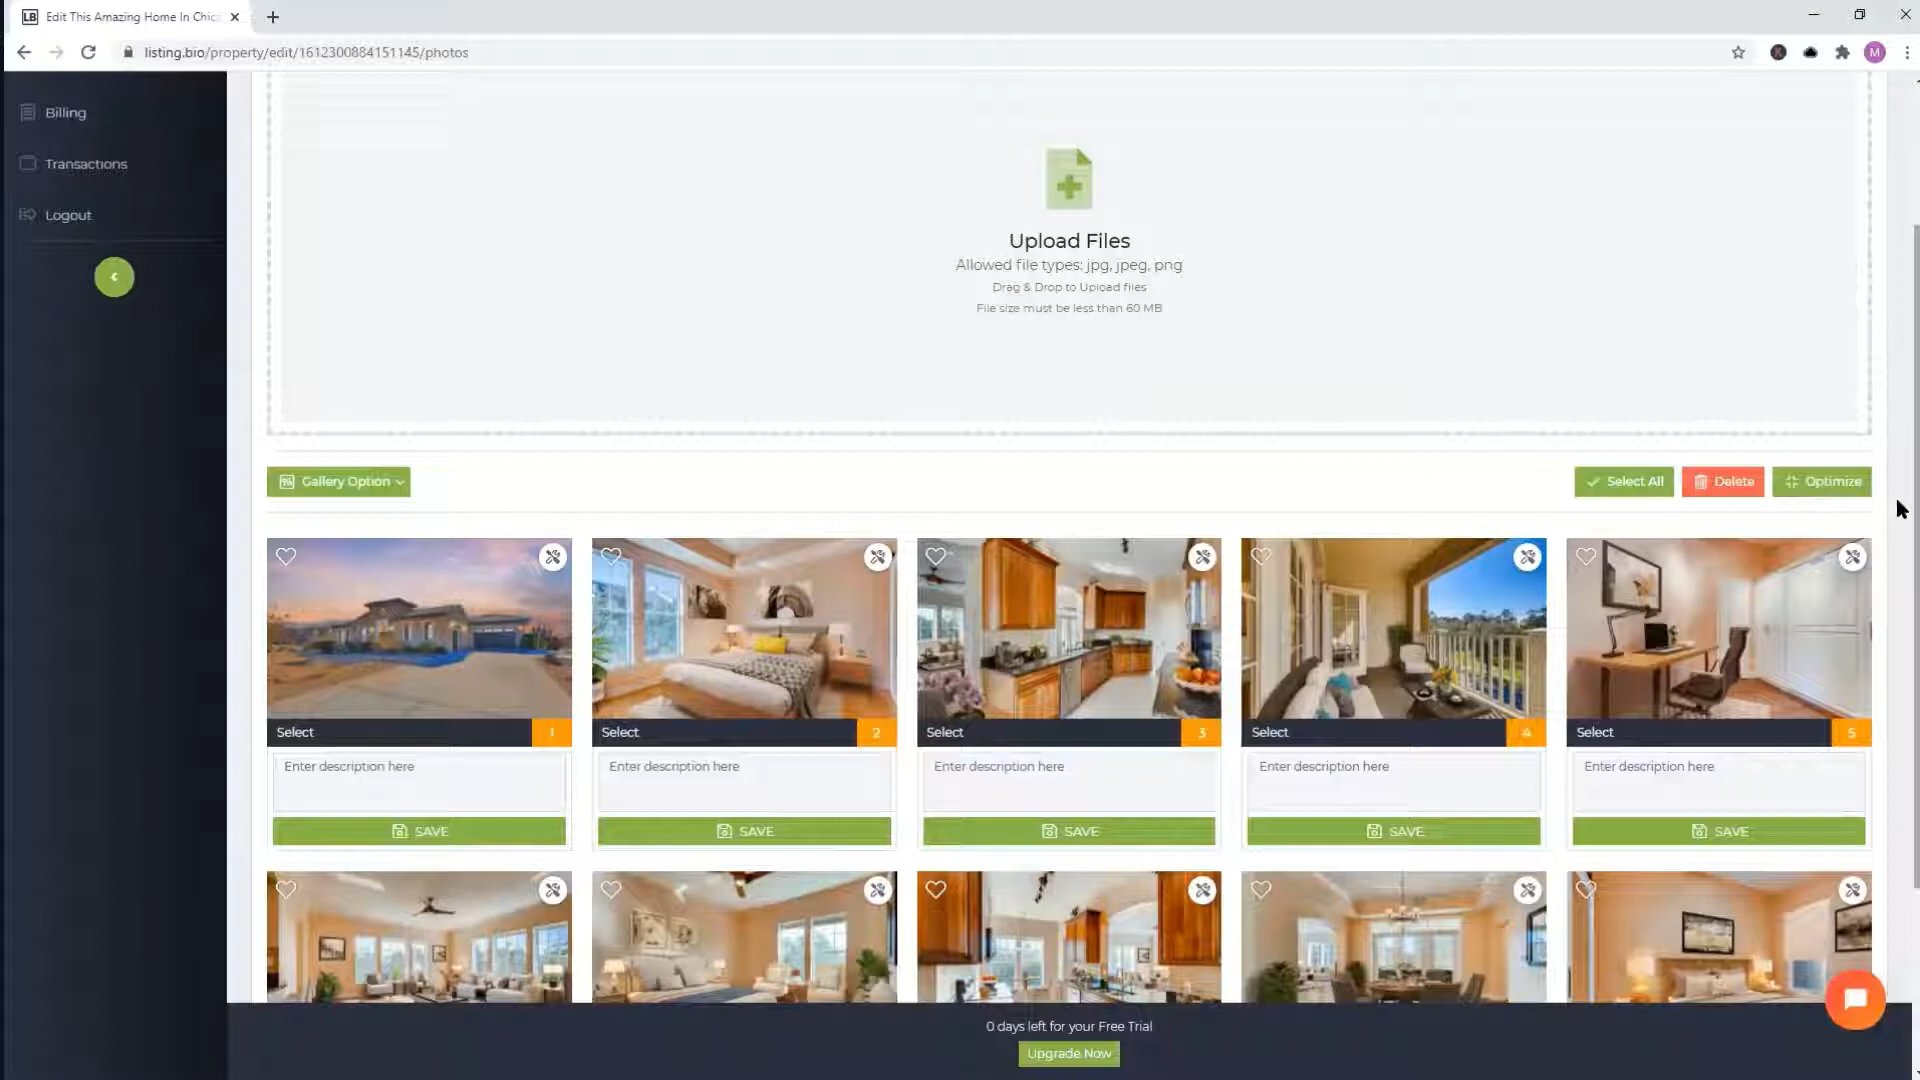 LB Edit This Amazing Home In Chic
listing.bio/property/edit/1612300884151145/photos
M
Billing
Transactions
Logout
Upload Files
Allowed file types: jpg, jpeg, png
Drag & Drop to Upload files
File size must be less than 60 MB
Gallery Option
Select All
Delete
Optimize
Select 1
Select 2
Select 3
Select 4
Select 5
Enter description here
Enter description here
Enter description here
Enter description here
Enter description here
SAVE
SAVE
SAVE
SAVE
SAVE
0 days left for your Free Trial
Upgrade Now